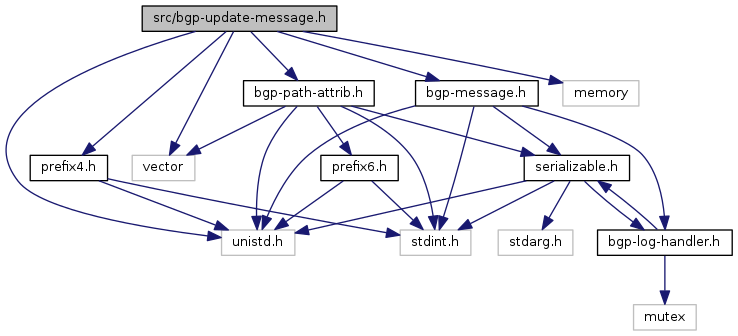 src/bgp-update-message.h
bgp-path-attrib.h
bgp-message.h
memory
prefix4.h
vector
prefix6.h
serializable.h
unistd.h
stdint.h
stdarg.h
bgp-log-handler.h
mutex